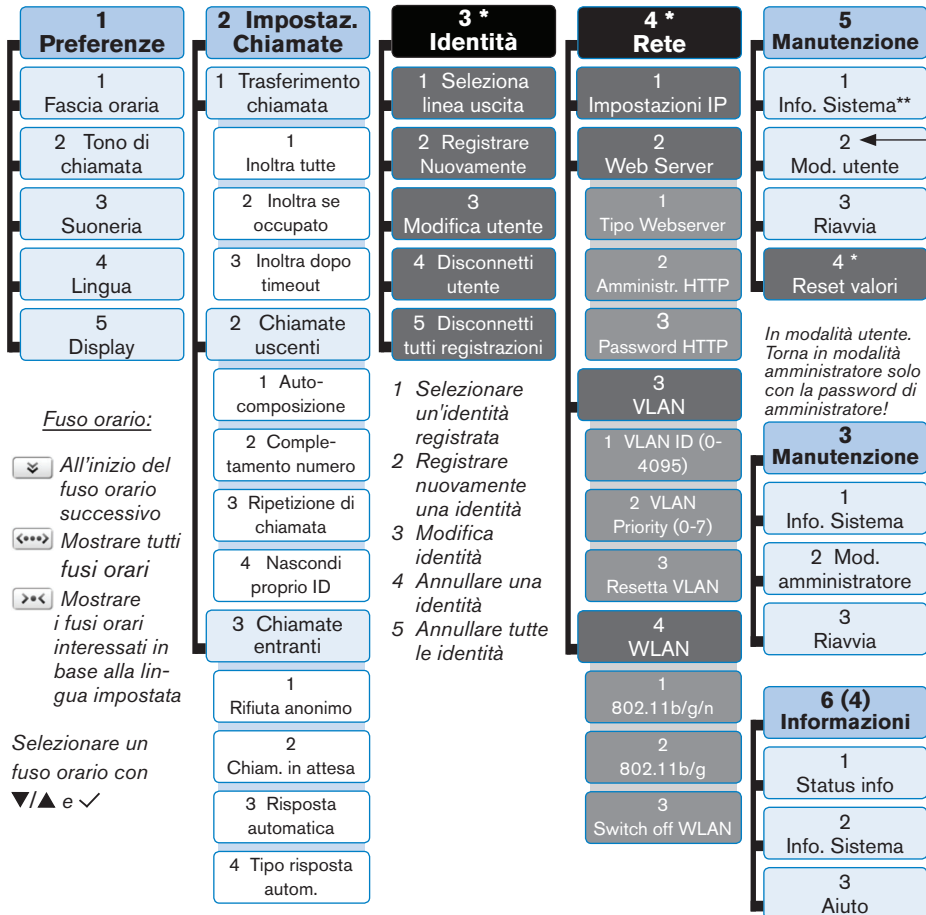 1
Preferenze
1
Fascia oraria
2 Tono di
chiamata
3
Suoneria
4
Lingua
5
Display
Fuso orario:
All'inizio del
fuso orario
successivo
Mostrare tutti
fusi orari
Mostrare
i fusi orari
interessati in
base alla lin-
gua impostata
Selezionare un
fuso orario con
▼/▲ e ✓
2 Impostaz.
Chiamate
1 Trasferimento
chiamata
1
Inoltra tutte
2 Inoltra se
occupato
3 Inoltra dopo
timeout
2 Chiamate
uscenti
1 Auto-
composizione
2 Comple-
tamento numero
3 Ripetizione di
chiamata
4 Nascondi
proprio ID
3 Chiamate
entranti
1
Rifiuta anonimo
2
Chiam. in attesa
3 Risposta
automatica
4 Tipo risposta
autom.
3 *
Identità
1 Seleziona
linea uscita
2 Registrare
Nuovamente
3
Modifica utente
4 Disconnetti
utente
5 Disconnetti
tutti registrazioni
1 Selezionare
un'identità
registrata
2 Registrare
nuovamente
una identità
3 Modifica
identità
4 Annullare una
identità
5 Annullare tutte
le identità
4 *
Rete
1
Impostazioni IP
2
Web Server
1
Tipo Webserver
2
Amministr. HTTP
3
Password HTTP
3
VLAN
1 VLAN ID (0-
4095)
2 VLAN
Priority (0-7)
3
Resetta VLAN
4
WLAN
1
802.11b/g/n
2
802.11b/g
3
Switch off WLAN
5
Manutenzione
1
Info. Sistema**
2
Mod. utente
3
Riavvia
4 *
Reset valori
In modalità utente.
Torna in modalità
amministratore solo
con la password di
amministratore!
3
Manutenzione
1
Info. Sistema
2 Mod.
amministratore
3
Riavvia
6 (4)
Informazioni
1
Status info
2
Info. Sistema
3
Aiuto